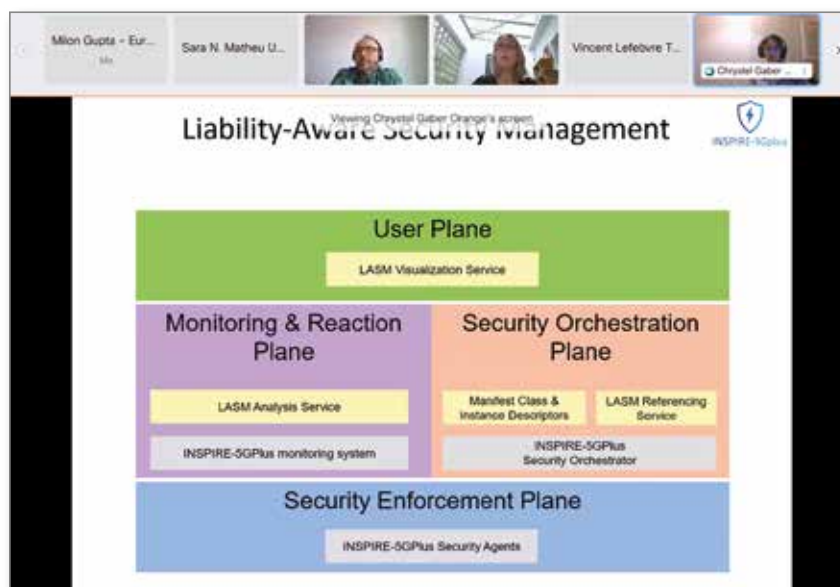 Milon Gupta - Eur...
Me
Sara N. Matheu U...
Vincent Lefebvre T...
Chrystel Gaber ...
Viewing Chrystel Gaber Orange's screen
Liability-Aware Security Management
INSPIRE-5Gplus
User Plane
LASM Visualization Service
Monitoring & Reaction
Plane
LASM Analysis Service
INSPIRE-5GPlus monitoring system
Security Orchestration
Plane
Manifest Class &
Instance Descriptors
LASM Referencing
Service
INSPIRE-5GPlus
Security Orchestrator
Security Enforcement Plane
INSPIRE-5GPlus Security Agents